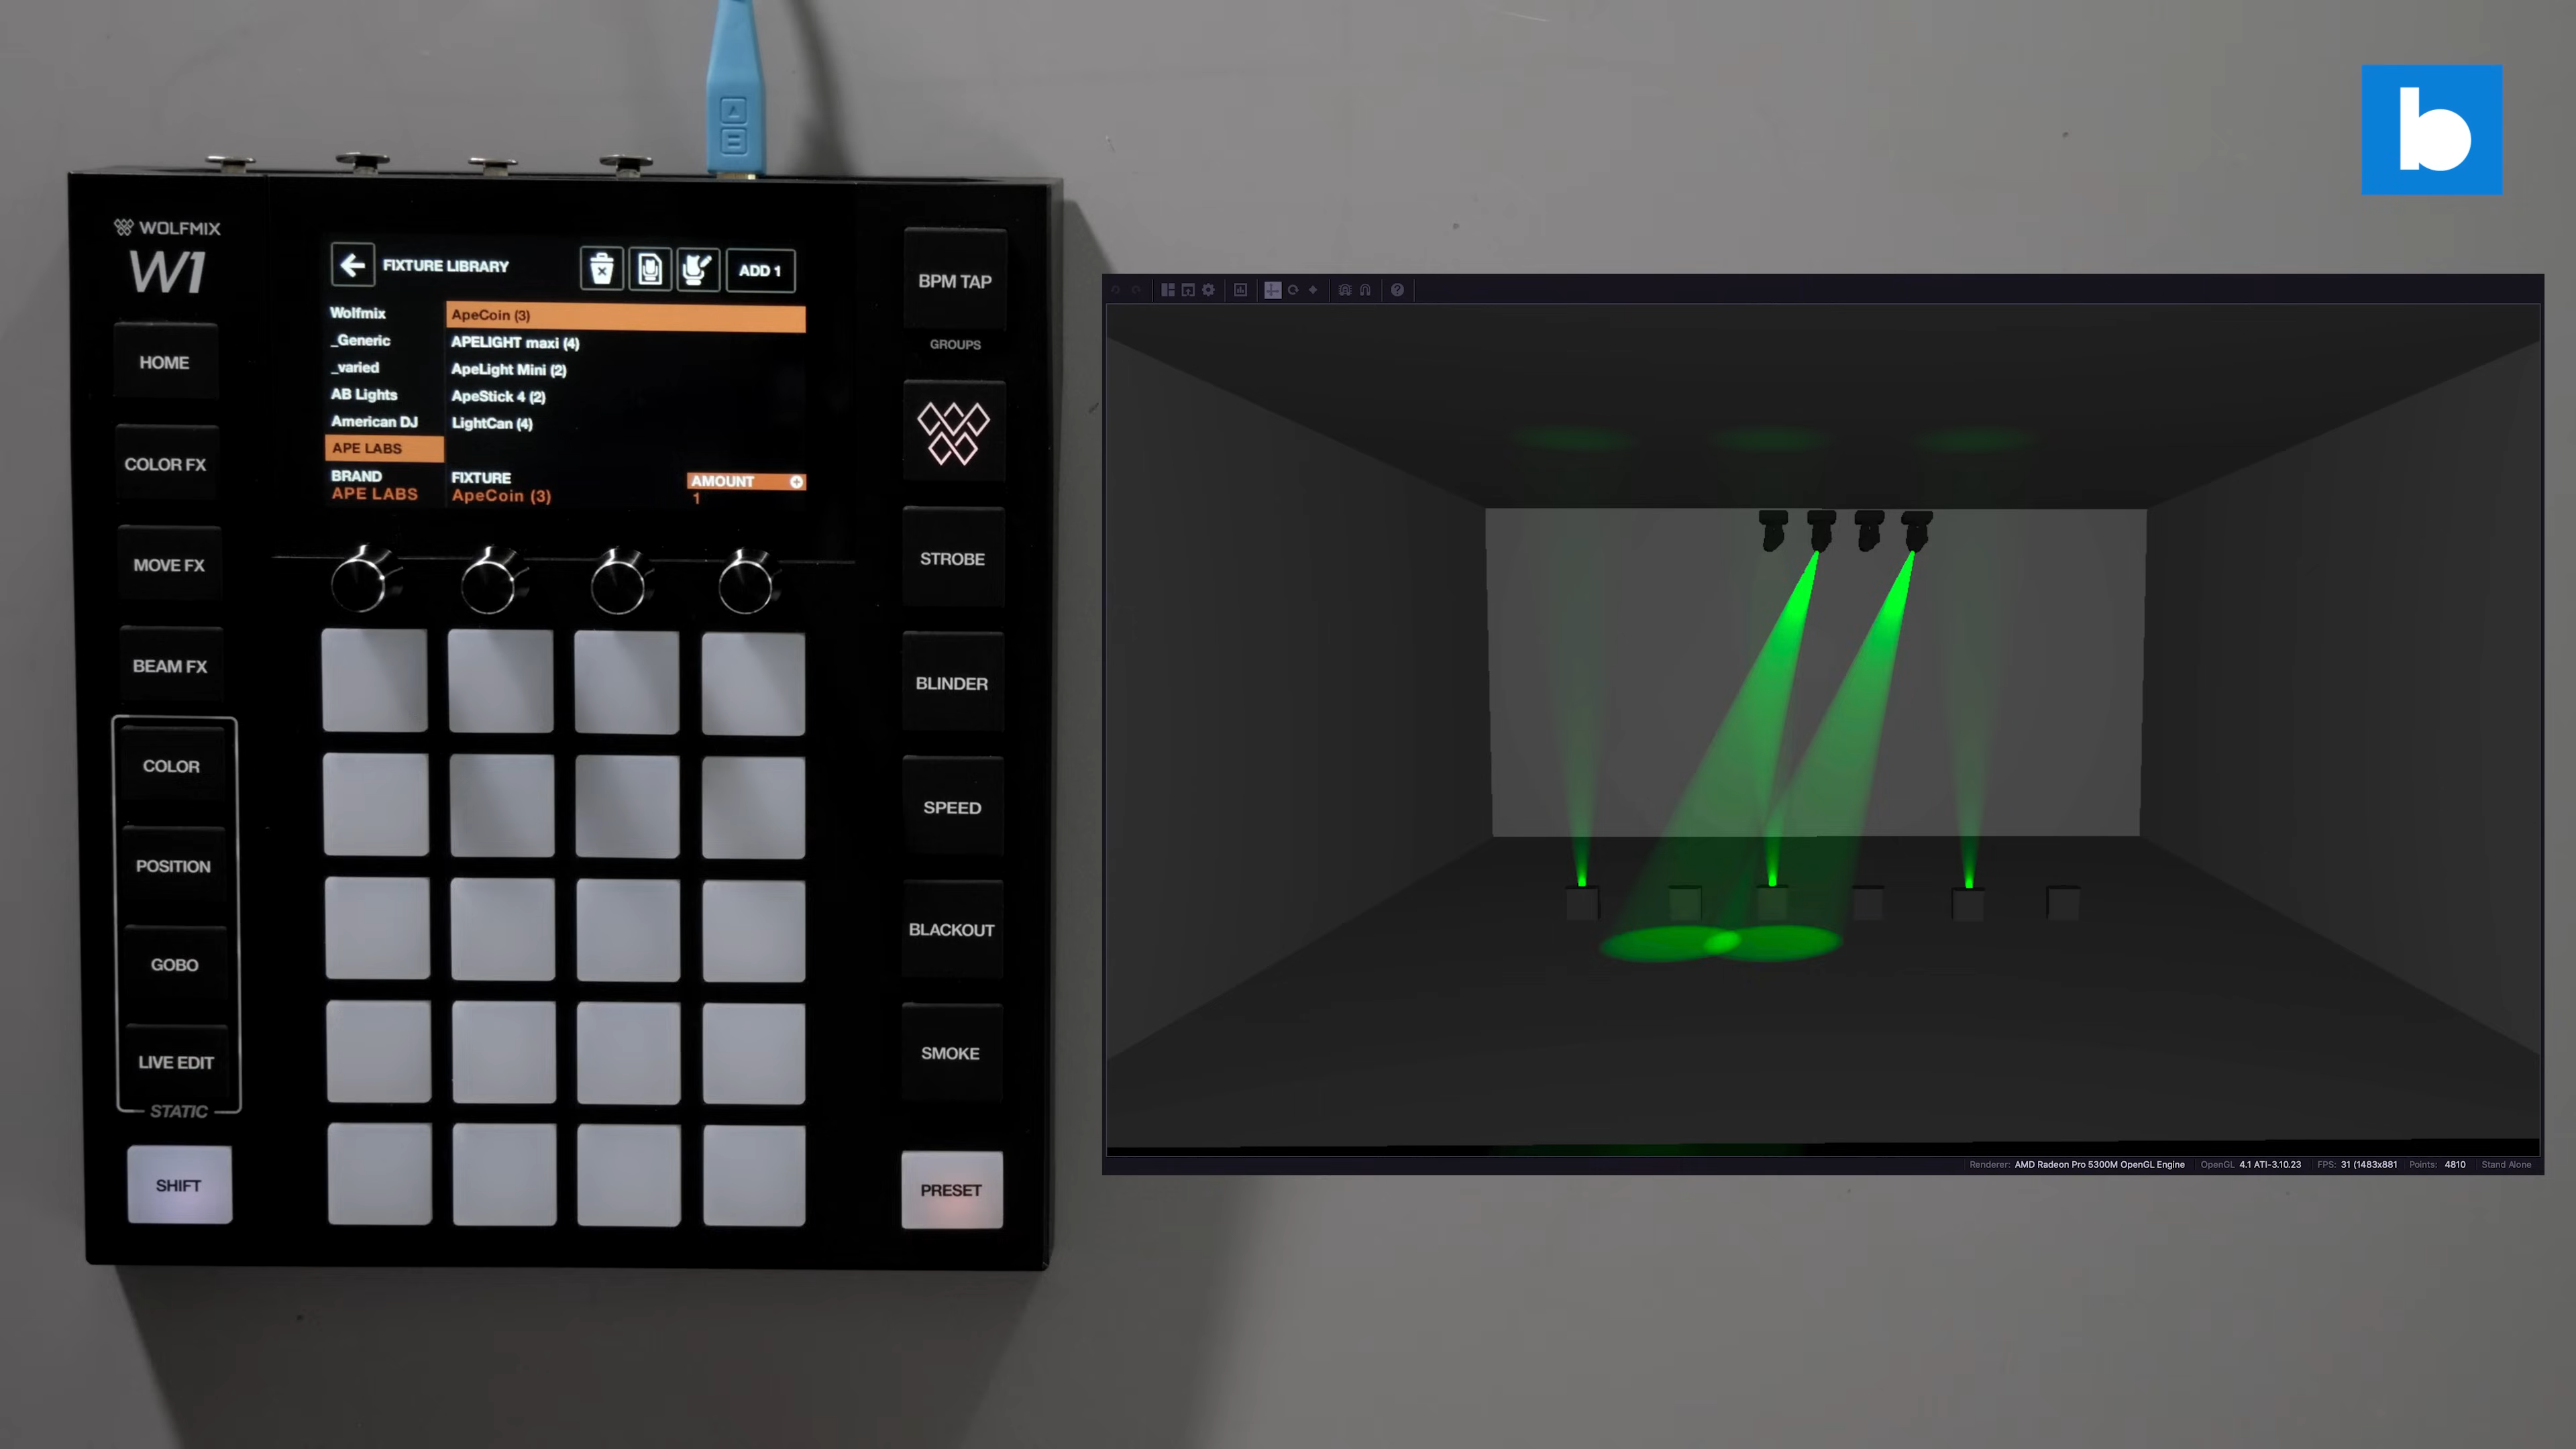 b
WOLFMIX
W1
FIXTURE LIBRARY
ADD 1
Wolfmix
_Generic
_varied
AB Lights
American DJ
APE LABS
ApeCoin (3)
APELIGHT maxi (4)
ApeLight Mini (2)
ApeStick 4 (2)
LightCan (4)
BRAND
APE LABS
FIXTURE
ApeCoin (3)
AMOUNT
1
HOME
COLOR FX
MOVE FX
BEAM FX
COLOR
POSITION
GOBO
LIVE EDIT
STATIC
SHIFT
BPM TAP
GROUPS
STROBE
BLINDER
SPEED
BLACKOUT
SMOKE
PRESET
Renderer: AMD Radeon Pro 5300M OpenGL Engine OpenGL 4.1 ATI-3.10.23 FPS: 31 (1483x881 Points: 4810 Stand Alone